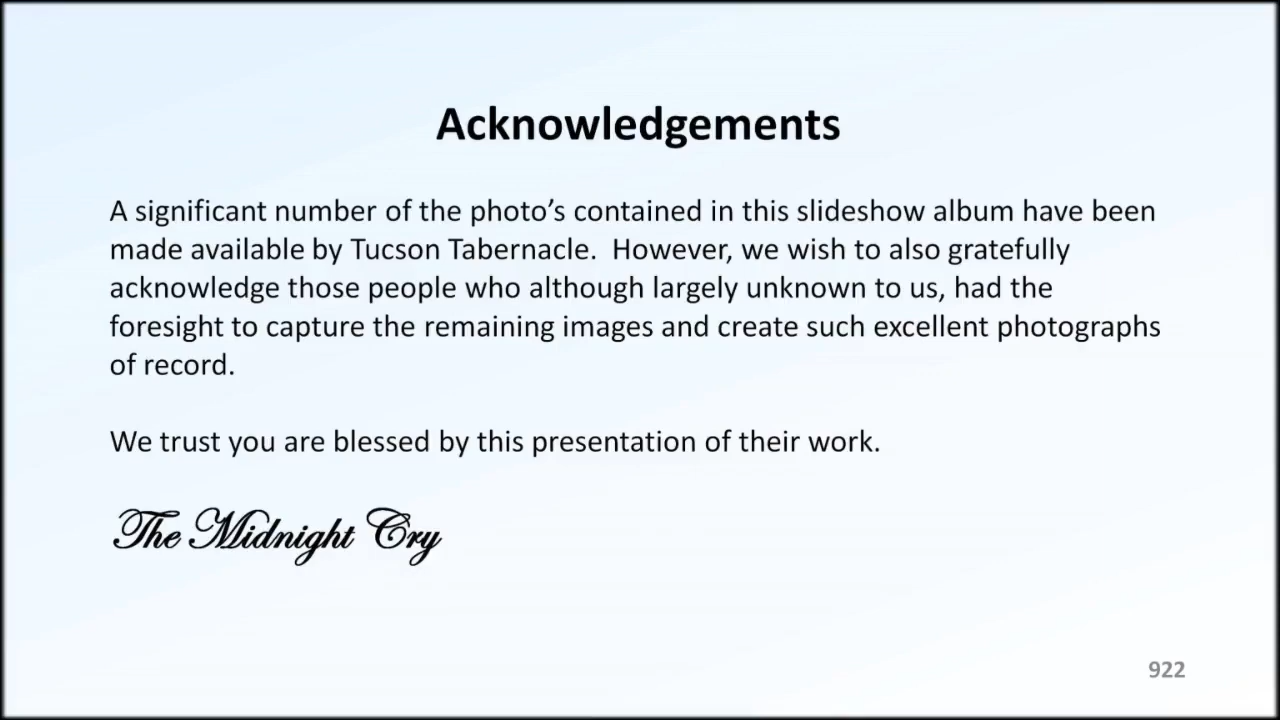 Acknowledgements
A significant number of the photo’s contained in this slideshow album have been
made available by Tucson Tabernacle.  However, we wish to also gratefully
acknowledge those people who although largely unknown to us, had the
foresight to capture the remaining images and create such excellent photographs
of record.
We trust you are blessed by this presentation of their work.
The Midnight Cry
922